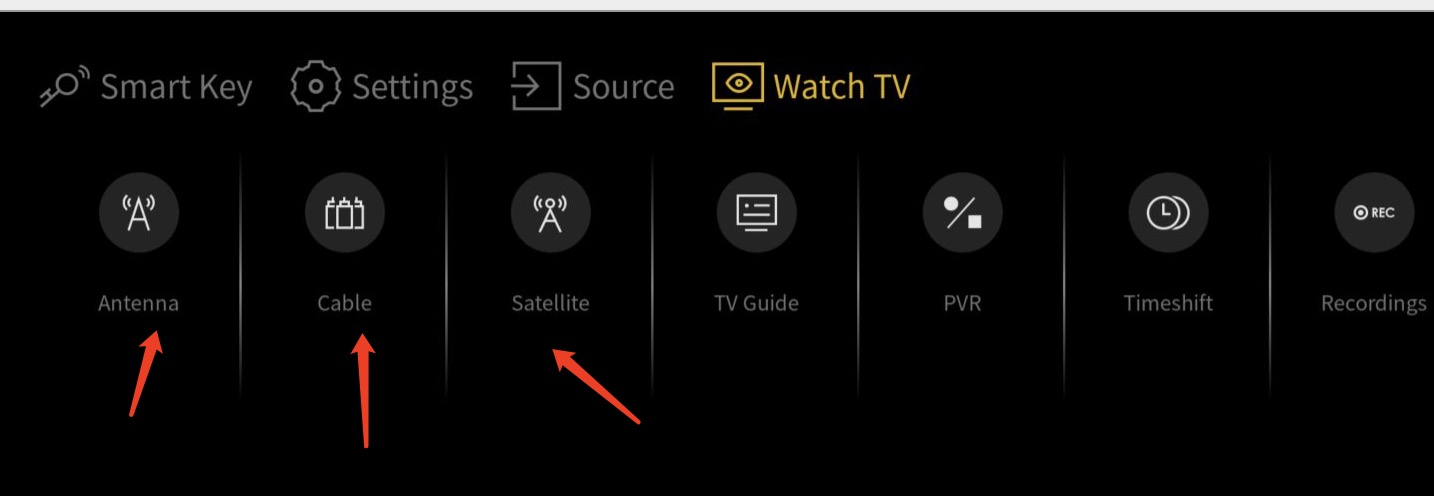 Smart Key Settings Source Watch TV
REC
Antenna Cable Satellite TV Guide PVR Timeshift Recordings